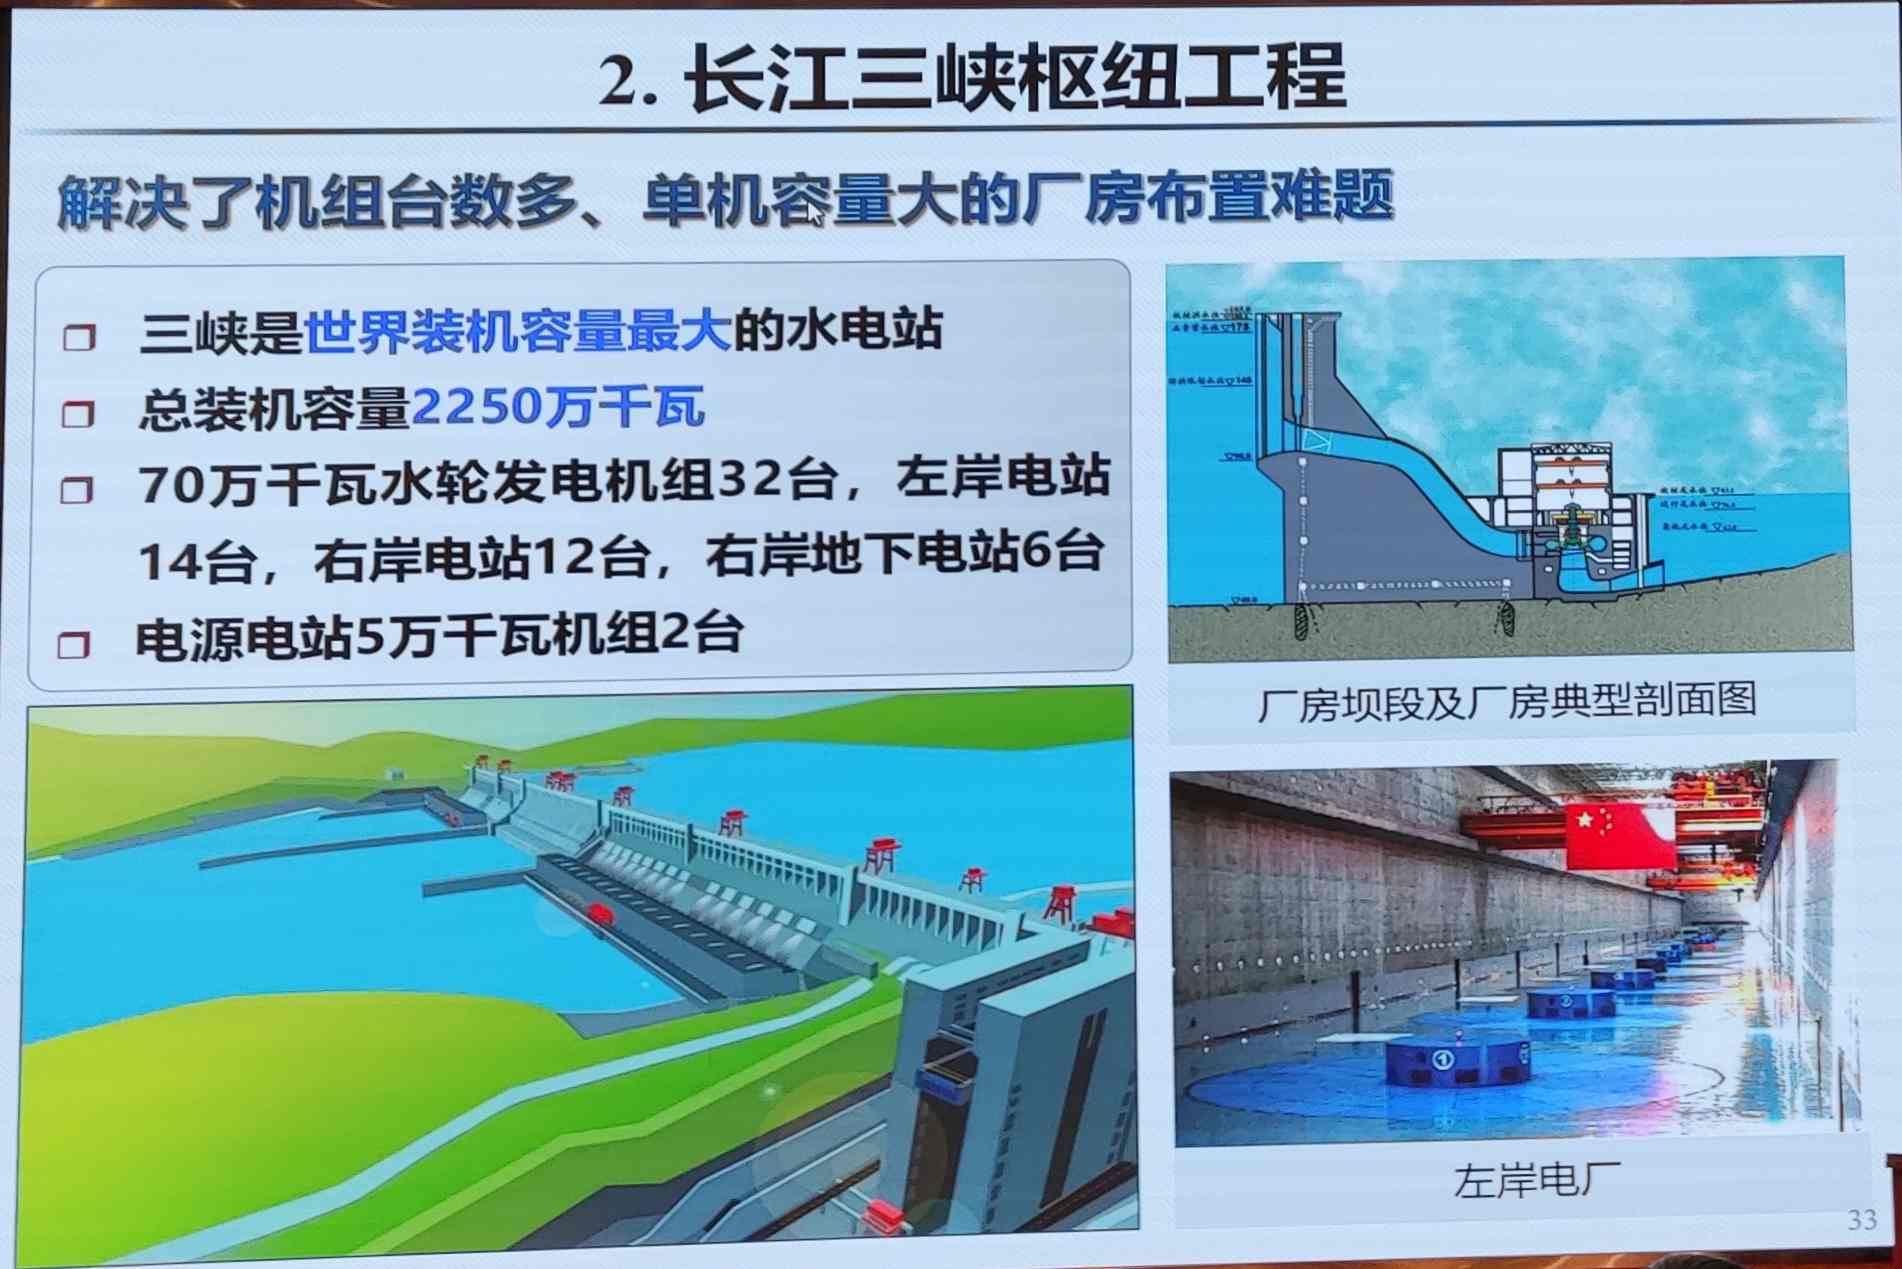 2. 长江三峡枢纽工程
解决了机组台数多、单机容量大的厂房布置难题
三峡是世界装机容量最大的水电站
总装机容量2250万千瓦
70万千瓦水轮发电机组32台，左岸电站
14台，右岸电站12台，右岸地下电站6台
电源电站5万千瓦机组2台
厂房坝段及厂房典型剖面图
①
②
左岸电厂
33